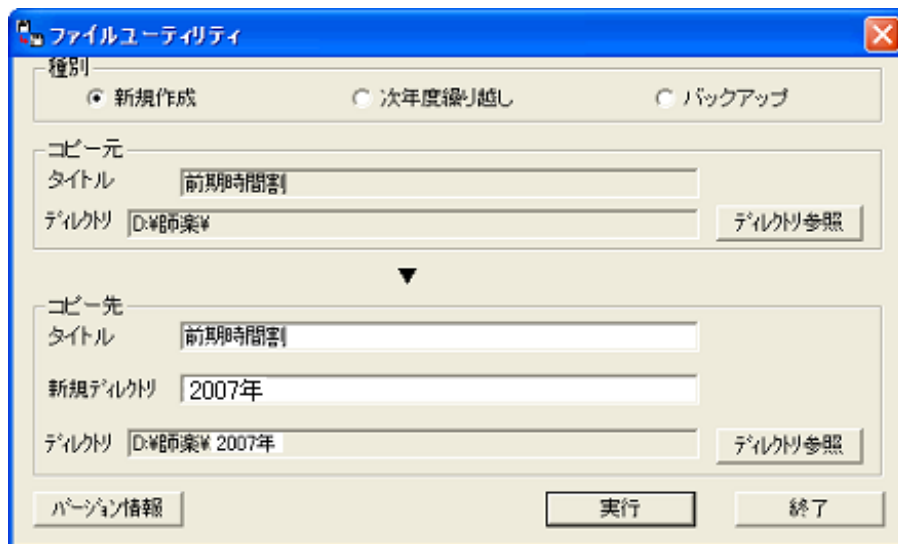 ファイルユーティリティ
種別
新規作成 次年度繰り越し バックアップ
コピー元
タイトル 前期時間割
ディレクトリ D:¥師楽¥ ディレクトリ参照
▼
コピー先
タイトル 前期時間割
新規ディレクトリ 2007年
ディレクトリ D:¥師楽¥ 2007年 ディレクトリ参照
バージョン情報 実行 終了